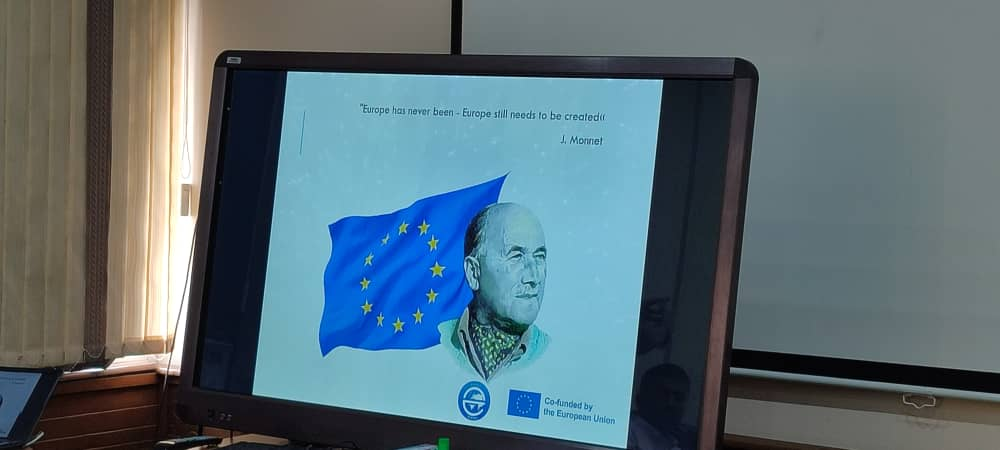 "Europe has never been - Europe still needs to be created“
J. Monnet
Co-funded by
the European Union